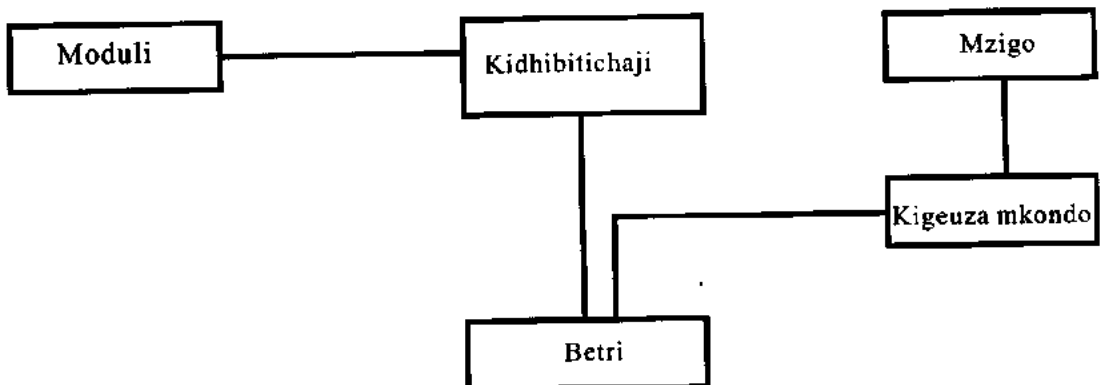 Moduli
Kidhibitichaji
Mzigo
Kigeuza mkondo
Betri